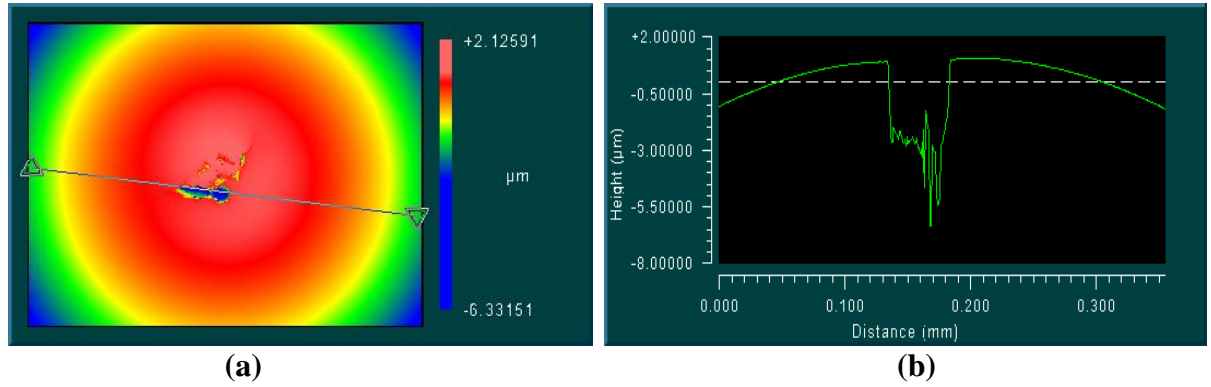 +2.12591
µm
-6.33151
(a)
+2.00000
-0.50000
-3.00000
-5.50000
-8.00000
Height (µm)
0.000 0.100 0.200 0.300
Distance (mm)
(b)